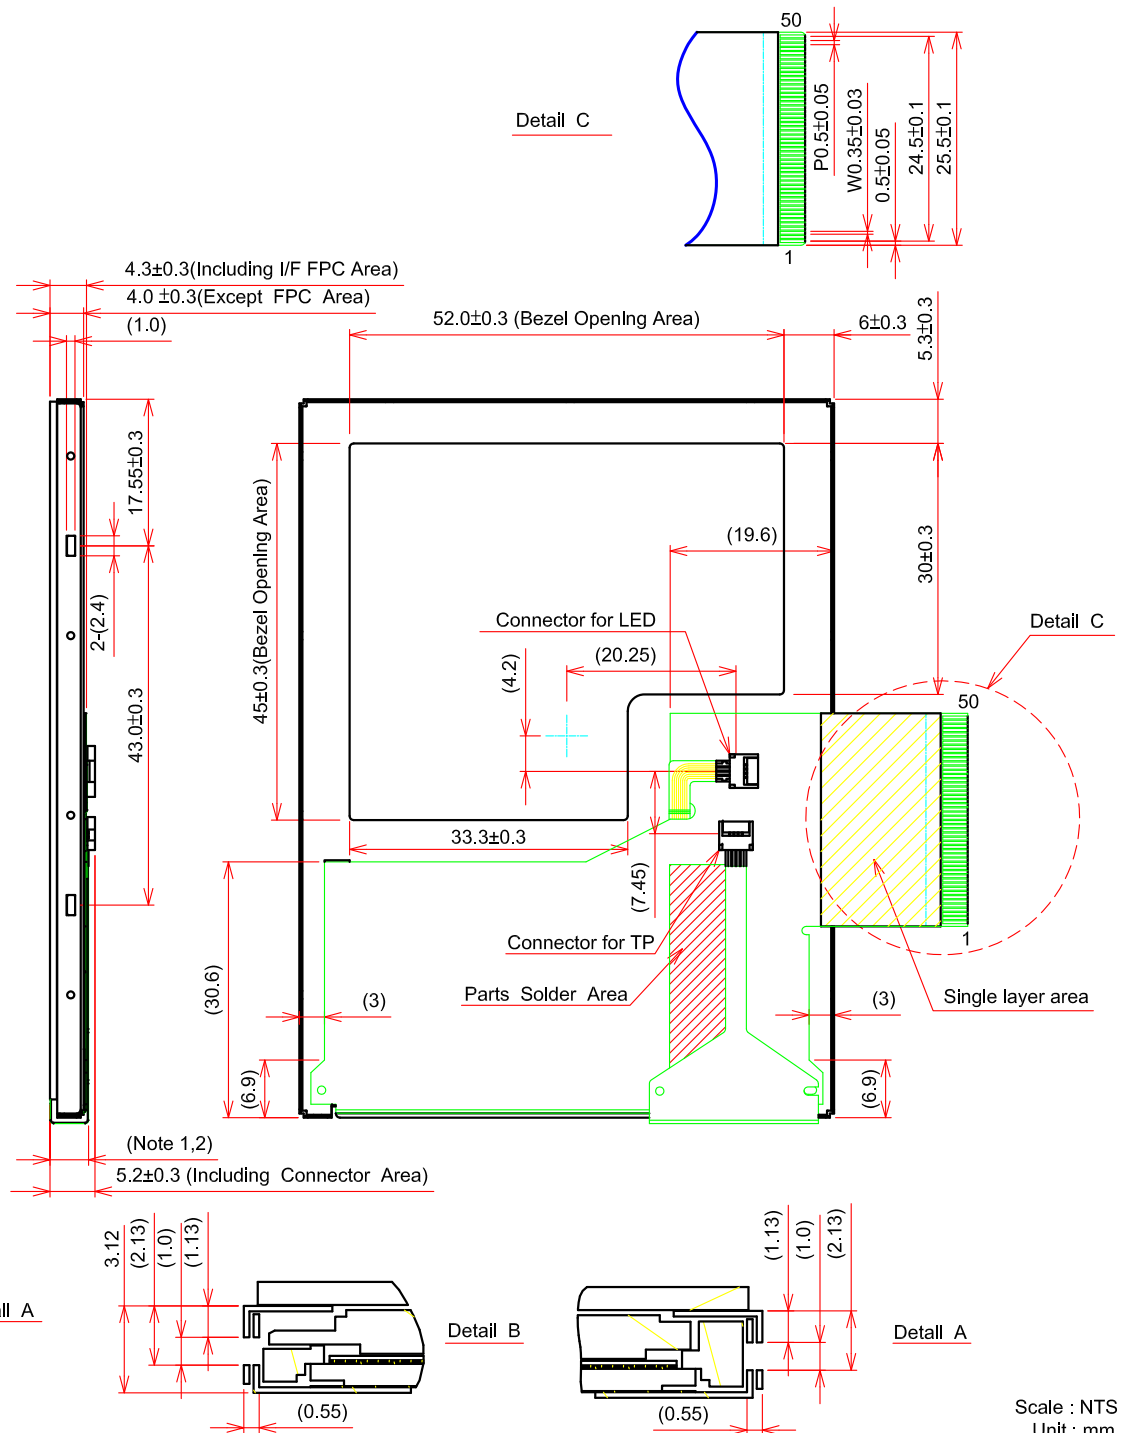 50
Detail C
P0.5±0.05
W0.35±0.03
0.5±0.05
24.5±0.1
25.5±0.1
1
4.3±0.3(Including I/F FPC Area)
4.0 ±0.3(Except FPC Area)
(1.0)
52.0±0.3 (Bezel OpenIng Area)
6±0.3
5.3±0.3
17.55±0.3
45±0.3(Bezel OpenIng Area)
(19.6)
30±0.3
2-(2.4)
Connector for LED
Detail C
(4.2)
(20.25)
50
43.0±0.3
33.3±0.3
(7.45)
Connector for TP
1
(30.6)
(3)
Parts Solder Area
(3)
Single layer area
(6.9)
(6.9)
(Note 1,2)
5.2±0.3 (Including Connector Area)
3.12
(2.13)
(1.0)
(1.13)
(1.13)
(1.0)
(2.13)
A
Detail B
Detall A
(0.55)
(0.55)
Scale : NTS
Unit : mm